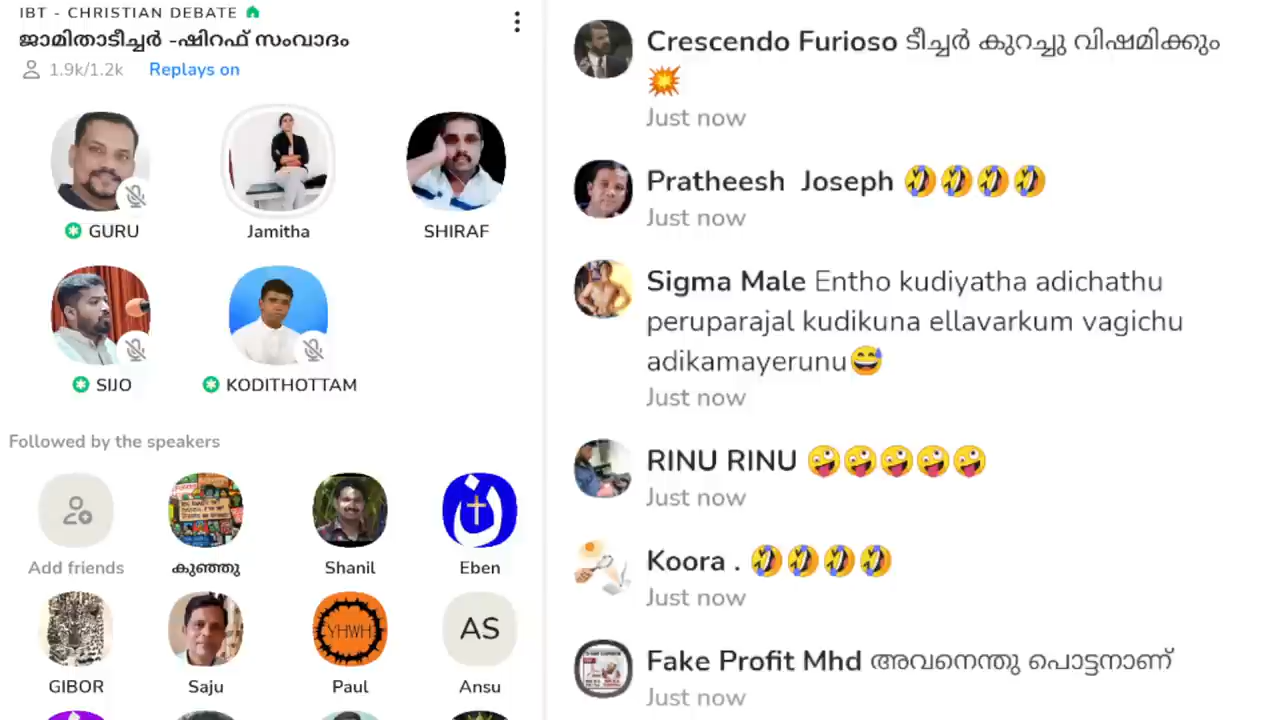 IBT - CHRISTIAN DEBATE
ജാമിതാടീച്ചർ -ഷിറഫ് സംവാദം
1.9k/1.2k Replays on
GURU Jamitha SHIRAF
SIJO KODITHOTTAM
Followed by the speakers
Add friends കുഞ്ഞു Shanil Eben
YHWH AS
GIBOR Saju Paul Ansu
Crescendo Furioso ടീച്ചർ കുറച്ചു വിഷമിക്കും
💥
Just now
Pratheesh Joseph 🤣🤣🤣🤣
Just now
Sigma Male Entho kudiyatha adichathu
peruparajal kudikuna ellavarkum vagichu
adikamayerunu😅
Just now
RINU RINU 🤪🤪🤪🤪🤪
Just now
Koora . 🤣🤣🤣🤣
Just now
Fake Profit Mhd അവനെന്തു പൊട്ടനാണ്
Just now